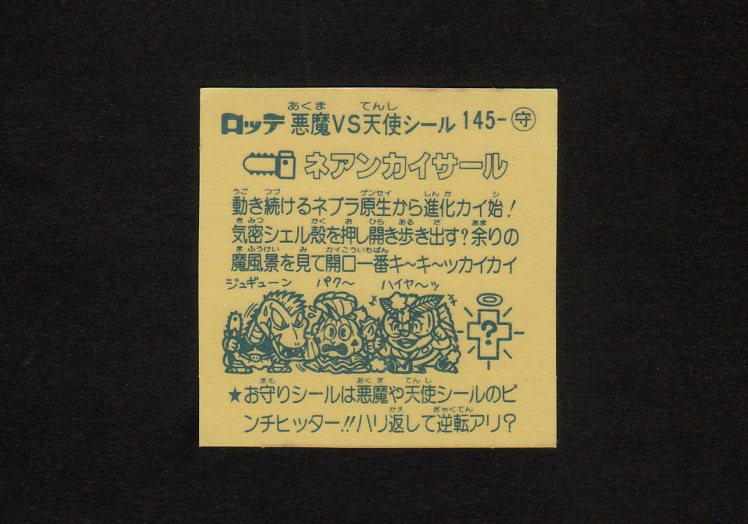 ロッテ 悪魔VS天使シール 145-守
ネアンカイサール
動き続けるネブラ原生から進化カイ始!
気密シェル殻を押し開き歩き出す?余りの
魔風景を見て開口一番キ〜キ〜ッカイカイ
ジュギューン パク〜 ハイヤ〜ッ
?
★お守りシールは悪魔や天使シールのピ
ンチヒッター!!ハリ返して逆転アリ?